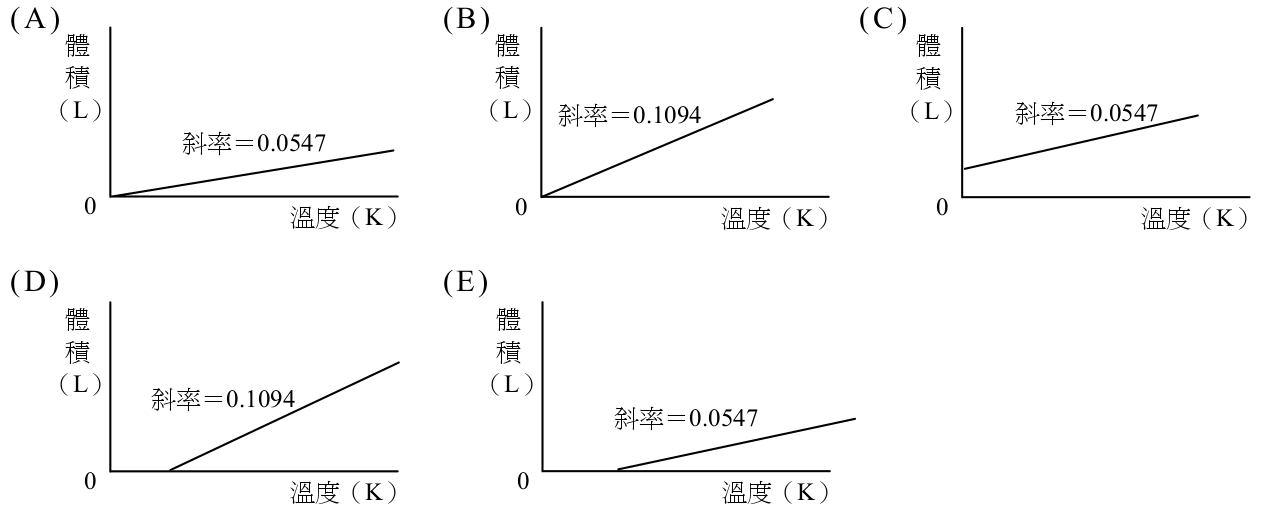 (A)
體
積
(L)
斜率＝0.0547
0
溫度（K）
(B)
體
積
(L)
斜率＝0.1094
0
溫度（K）
(C)
體
積
(L)
斜率＝0.0547
0
溫度（K）
(D)
體
積
(L)
斜率＝0.1094
0
溫度（K）
(E)
體
積
(L)
斜率＝0.0547
0
溫度（K）